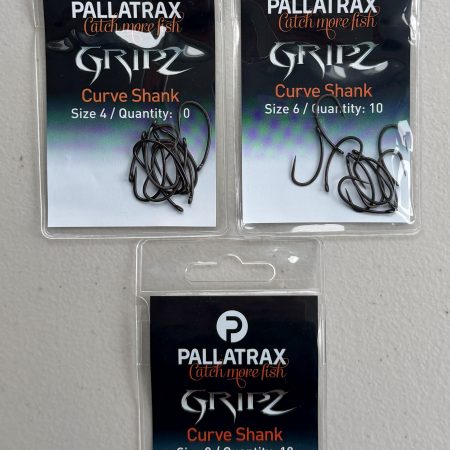 PALLATRAX
Catch more fish
GRIPZ
Curve Shank
Size 4 / Quantity: 10
PALLATRAX
Catch more fish
GRIPZ
Curve Shank
Size 6 / Quantity: 10
P
PALLATRAX
Catch more fish
GRIPZ
Curve Shank